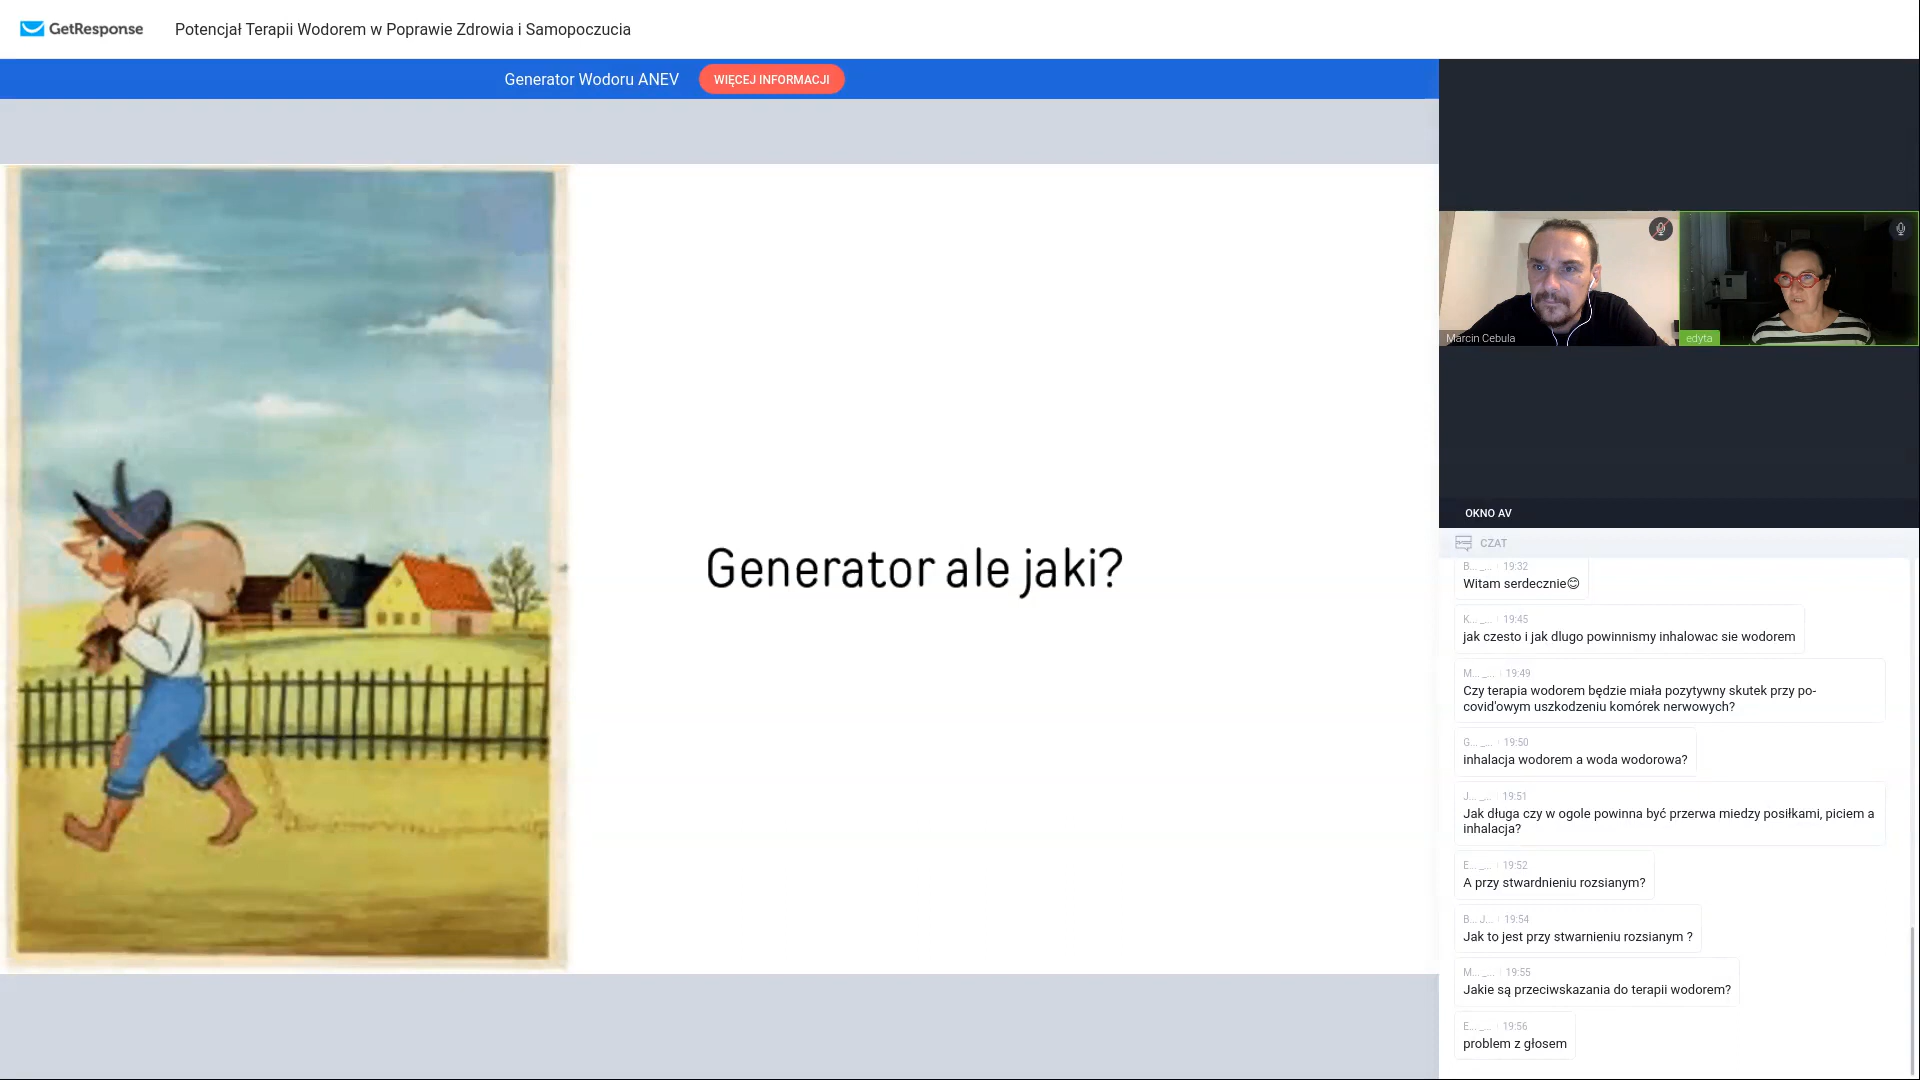 GetResponse
Potencjał Terapii Wodorem w Poprawie Zdrowia i Samopoczucia
Generator Wodoru ANEV
WIĘCEJ INFORMACJI
Generator ale jaki?
Marcin Cebula
edyta
OKNO AV
CZAT
B... _... 19:32
Witam serdecznie😊
K... _... 19:45
jak czesto i jak dlugo powinnismy inhalowac sie wodorem
M... _... 19:49
Czy terapia wodorem będzie miała pozytywny skutek przy po-
covid'owym uszkodzeniu komórek nerwowych?
G... _... 19:50
inhalacja wodorem a woda wodorowa?
J... _... 19:51
Jak długa czy w ogole powinna być przerwa miedzy posiłkami, piciem a
inhalacja?
E... _... 19:52
A przy stwardnieniu rozsianym?
B... J... 19:54
Jak to jest przy stwarnieniu rozsianym ?
M... _... 19:55
Jakie są przeciwskazania do terapii wodorem?
E... _... 19:56
problem z głosem